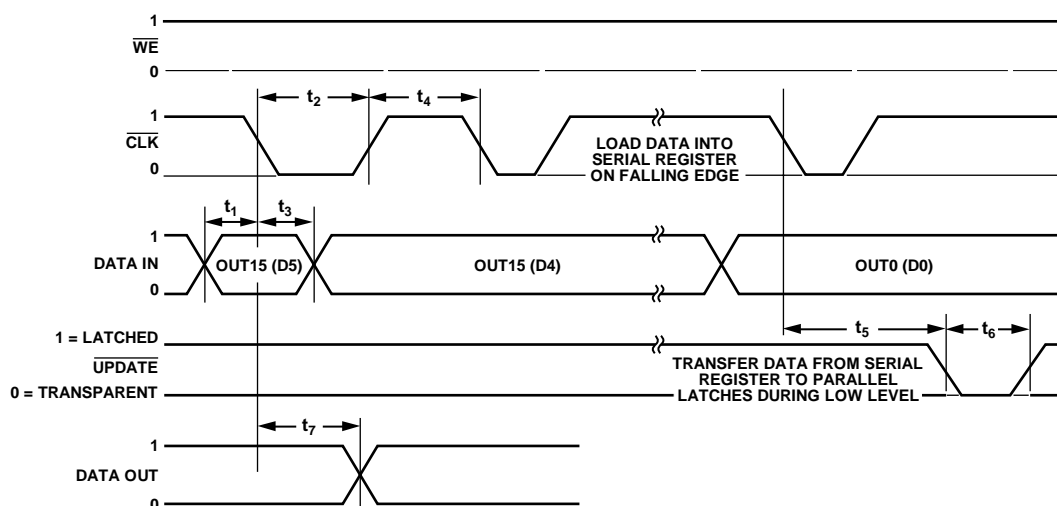 1
WE
0
t2
t4
1
CLK
0
LOAD DATA INTO
SERIAL REGISTER
ON FALLING EDGE
t1
t3
1
DATA IN
0
OUT15 (D5)
OUT15 (D4)
OUT0 (D0)
t5
t6
1 = LATCHED
UPDATE
0 = TRANSPARENT
TRANSFER DATA FROM SERIAL
REGISTER TO PARALLEL
LATCHES DURING LOW LEVEL
t7
1
DATA OUT
0